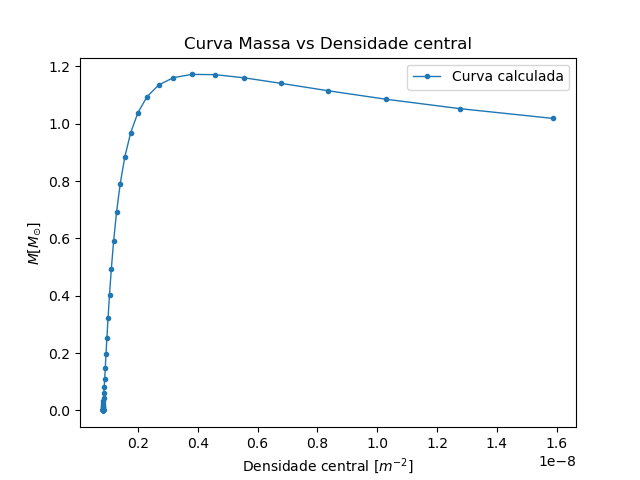 Curva Massa vs Densidade central
Curva calculada
M[M⊙]
1.2
1.0
0.8
0.6
0.4
0.2
0.0
0.2 0.4 0.6 0.8 1.0 1.2 1.4 1.6
1e−8
Densidade central [m⁻²]